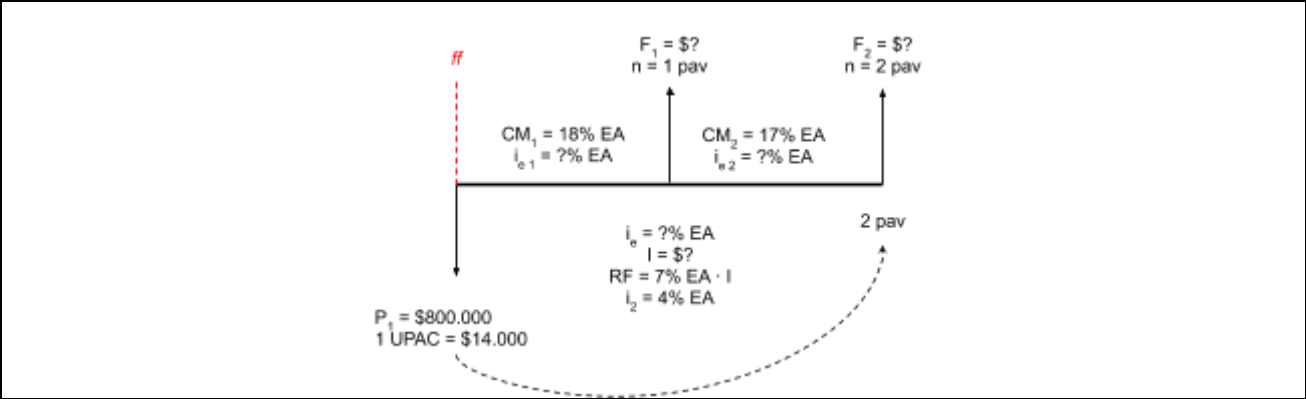 ff
F1 = $?
n = 1 pav
F2 = $?
n = 2 pav
CM1 = 18% EA
ie 1 = ?% EA
CM2 = 17% EA
ie 2 = ?% EA
2 pav
ie = ?% EA
I = $?
RF = 7% EA · I
i2 = 4% EA
P1 = $800.000
1 UPAC = $14.000